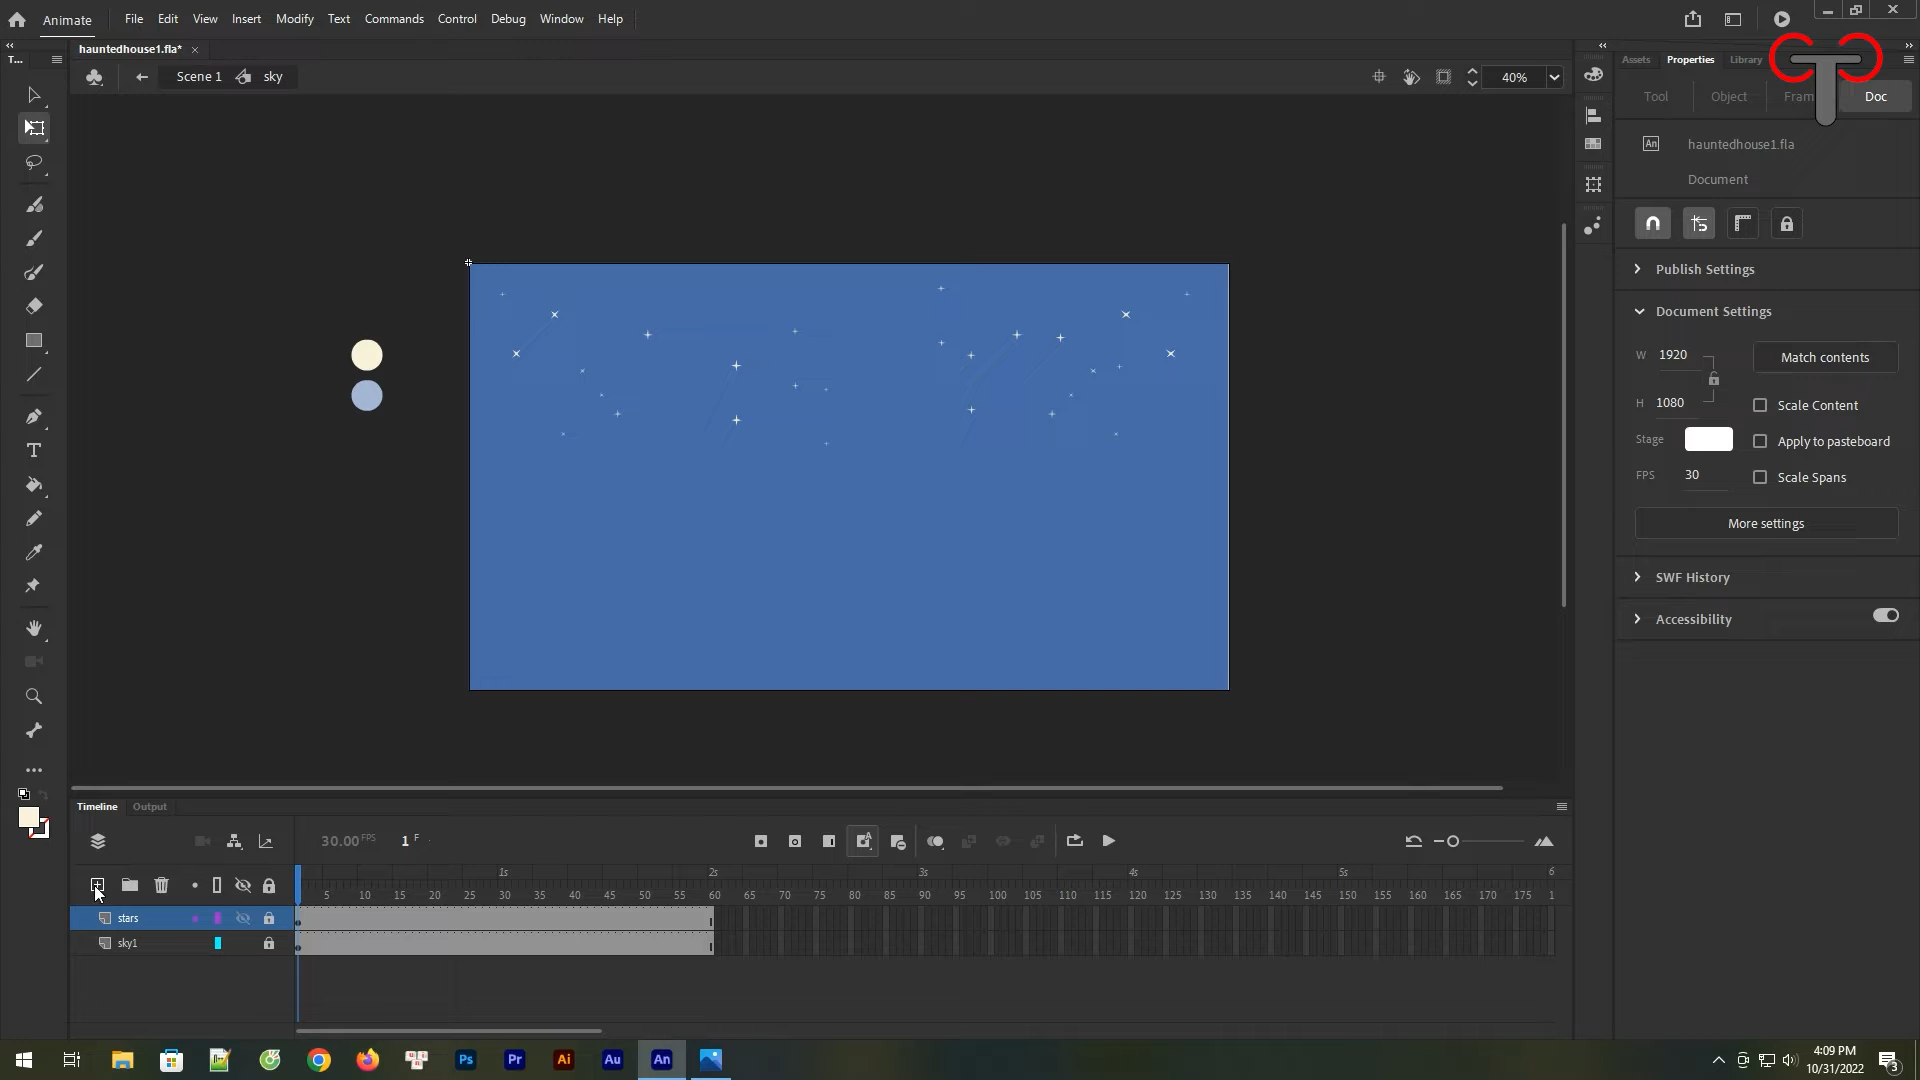 Animate File Edit View Insert Modify Text Commands Control Debug Window Help
hauntedhouse1.fla*
T... Assets Properties Library
Scene 1 sky 40%
Tool Object Fram Doc
An hauntedhouse1.fla
Document
Publish Settings
Document Settings
W 1920 Match contents
H 1080 Scale Content
Stage Apply to pasteboard
FPS 30 Scale Spans
More settings
SWF History
Accessibility
Timeline Output
30.00 FPS 1 F
1s 2s 3s 4s 5s 6
5 10 15 20 25 30 35 40 45 50 55 60 65 70 75 80 85 90 95 100 105 110 115 120 125 130 135 140 145 150 155 160 165 170 175 1
stars
sky1
Ps Pr Ai Au An
4:09 PM
10/31/2022
3